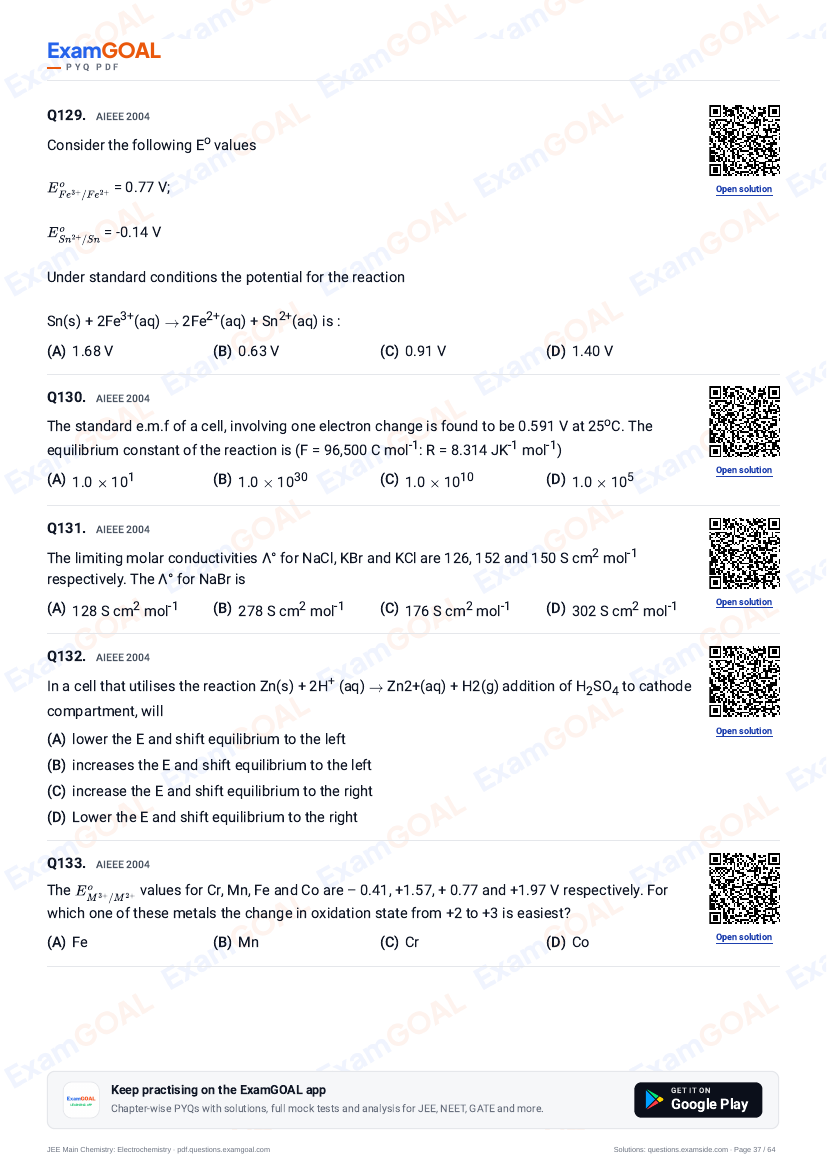 ExamGOAL
PYQ PDF
Q129. AIEEE 2004
Consider the following E⁰ values
E°Fe³⁺/Fe²⁺ = 0.77 V;
E°Sn²⁺/Sn = -0.14 V
Under standard conditions the potential for the reaction
Sn(s) + 2Fe³⁺(aq) → 2Fe²⁺(aq) + Sn²⁺(aq) is :
(A) 1.68 V (B) 0.63 V (C) 0.91 V (D) 1.40 V
Open solution
Q130. AIEEE 2004
The standard e.m.f of a cell, involving one electron change is found to be 0.591 V at 25°C. The
equilibrium constant of the reaction is (F = 96,500 C mol⁻¹: R = 8.314 JK⁻¹ mol⁻¹)
(A) 1.0 × 10¹ (B) 1.0 × 10³⁰ (C) 1.0 × 10¹⁰ (D) 1.0 × 10⁵
Open solution
Q131. AIEEE 2004
The limiting molar conductivities Λ° for NaCl, KBr and KCl are 126, 152 and 150 S cm² mol⁻¹
respectively. The Λ° for NaBr is
(A) 128 S cm² mol⁻¹ (B) 278 S cm² mol⁻¹ (C) 176 S cm² mol⁻¹ (D) 302 S cm² mol⁻¹
Open solution
Q132. AIEEE 2004
In a cell that utilises the reaction Zn(s) + 2H⁺ (aq) → Zn2+(aq) + H2(g) addition of H₂SO₄ to cathode
compartment, will
(A) lower the E and shift equilibrium to the left
(B) increases the E and shift equilibrium to the left
(C) increase the E and shift equilibrium to the right
(D) Lower the E and shift equilibrium to the right
Open solution
Q133. AIEEE 2004
The E°M³⁺/M²⁺ values for Cr, Mn, Fe and Co are – 0.41, +1.57, + 0.77 and +1.97 V respectively. For
which one of these metals the change in oxidation state from +2 to +3 is easiest?
(A) Fe (B) Mn (C) Cr (D) Co
Open solution
ExamGOAL
Keep practising on the ExamGOAL app
Chapter-wise PYQs with solutions, full mock tests and analysis for JEE, NEET, GATE and more.
GET IT ON
Google Play
JEE Main Chemistry: Electrochemistry · pdf.questions.examgoal.com
Solutions: questions.examside.com · Page 37 / 64